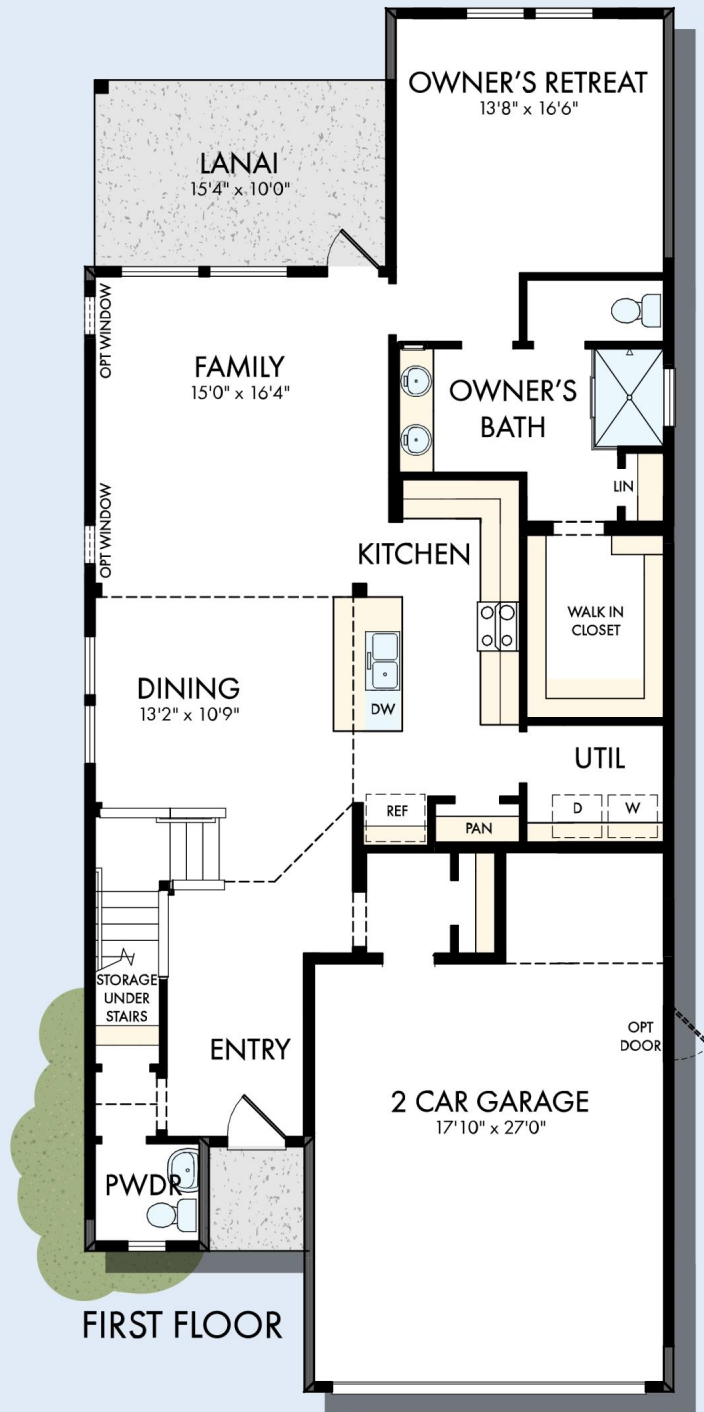 OWNER'S RETREAT
13'8" x 16'6"
LANAI
15'4" x 10'0"
OPT WINDOW
FAMILY
15'0" x 16'4"
OWNER'S
BATH
LIN
OPT WINDOW
KITCHEN
WALK IN
CLOSET
DINING
13'2" x 10'9"
DW
UTIL
REF
D
W
PAN
STORAGE
UNDER
STAIRS
ENTRY
OPT
DOOR
2 CAR GARAGE
17'10" x 27'0"
PWDR
FIRST FLOOR